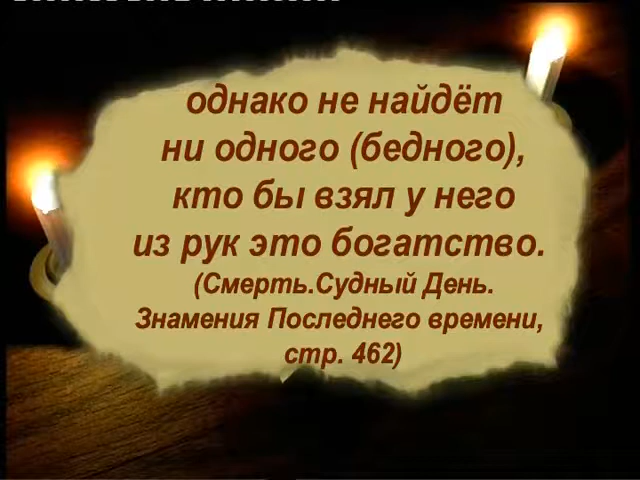 однако не найдёт
ни одного (бедного),
кто бы взял у него
из рук это богатство.
(Смерть.Судный День.
Знамения Последнего времени,
стр. 462)